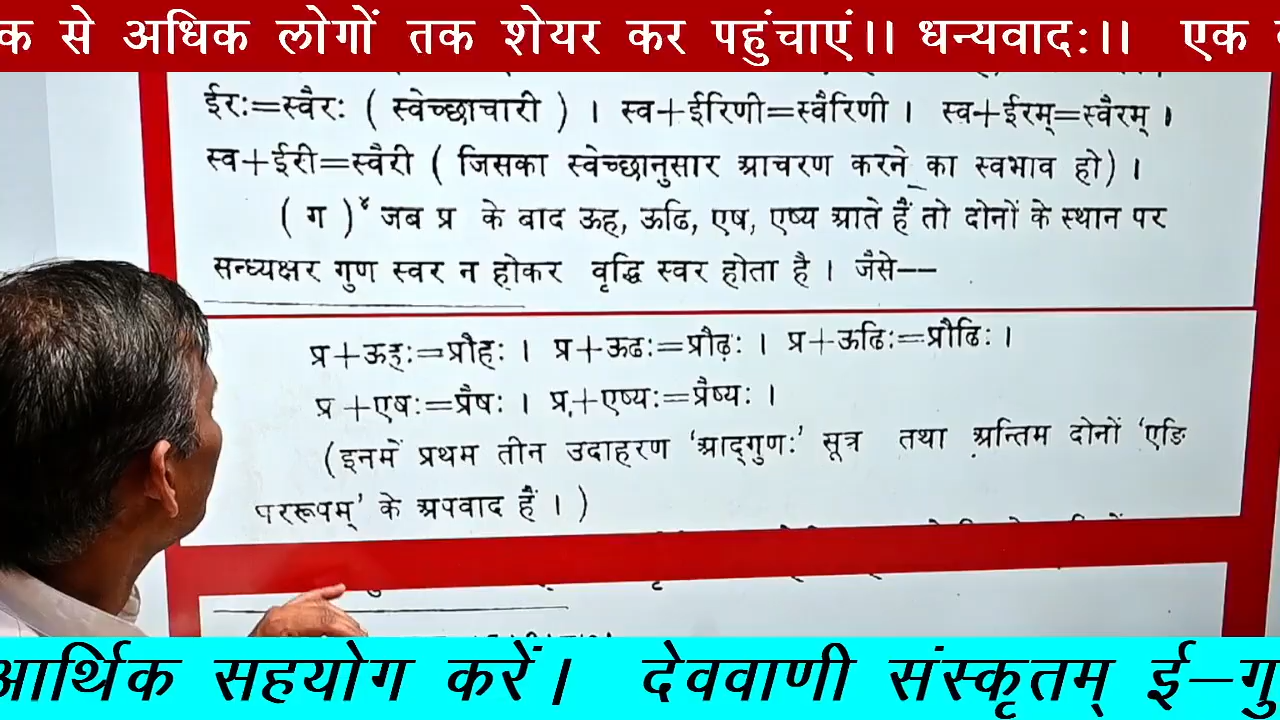 क से अधिक लोगों तक शेयर कर पहुंचाएं।। धन्यवादः।। एक
ईरः=स्वैरः ( स्वेच्छाचारी ) । स्व+ईरिणी=स्वैरिणी । स्व+ईरम्=स्वैरम् ।
स्व+ईरी=स्वैरी ( जिसका स्वेच्छानुसार आचरण करने का स्वभाव हो) ।
( ग )४ जब प्र के बाद ऊह, ऊढि, एष, एष्य आते हैं तो दोनों के स्थान पर
सन्ध्यक्षर गुण स्वर न होकर वृद्धि स्वर होता है । जैसे——
प्र+ऊहः=प्रौहः । प्र+ऊढः=प्रौढ़ः । प्र+ऊढिः=प्रौढिः ।
प्र+एषः=प्रैषः । प्र+एष्यः=प्रैष्यः ।
(इनमें प्रथम तीन उदाहरण ‘आद्गुणः’ सूत्र तथा अन्तिम दोनों ‘एङि
पररूपम्’ के अपवाद हैं । )
आर्थिक सहयोग करें। देववाणी संस्कृतम् ई–गु